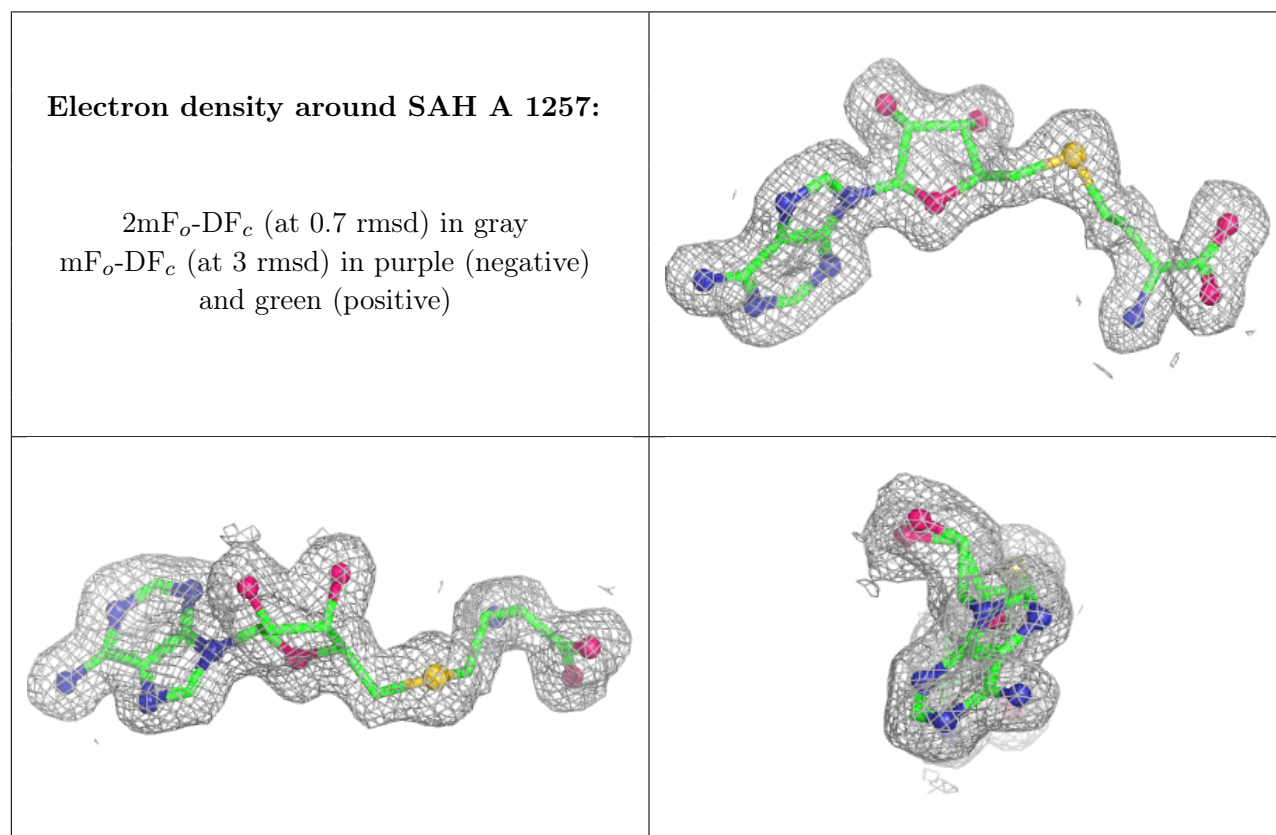 Electron density around SAH A 1257:
2mFo-DFc (at 0.7 rmsd) in gray
mFo-DFc (at 3 rmsd) in purple (negative)
and green (positive)